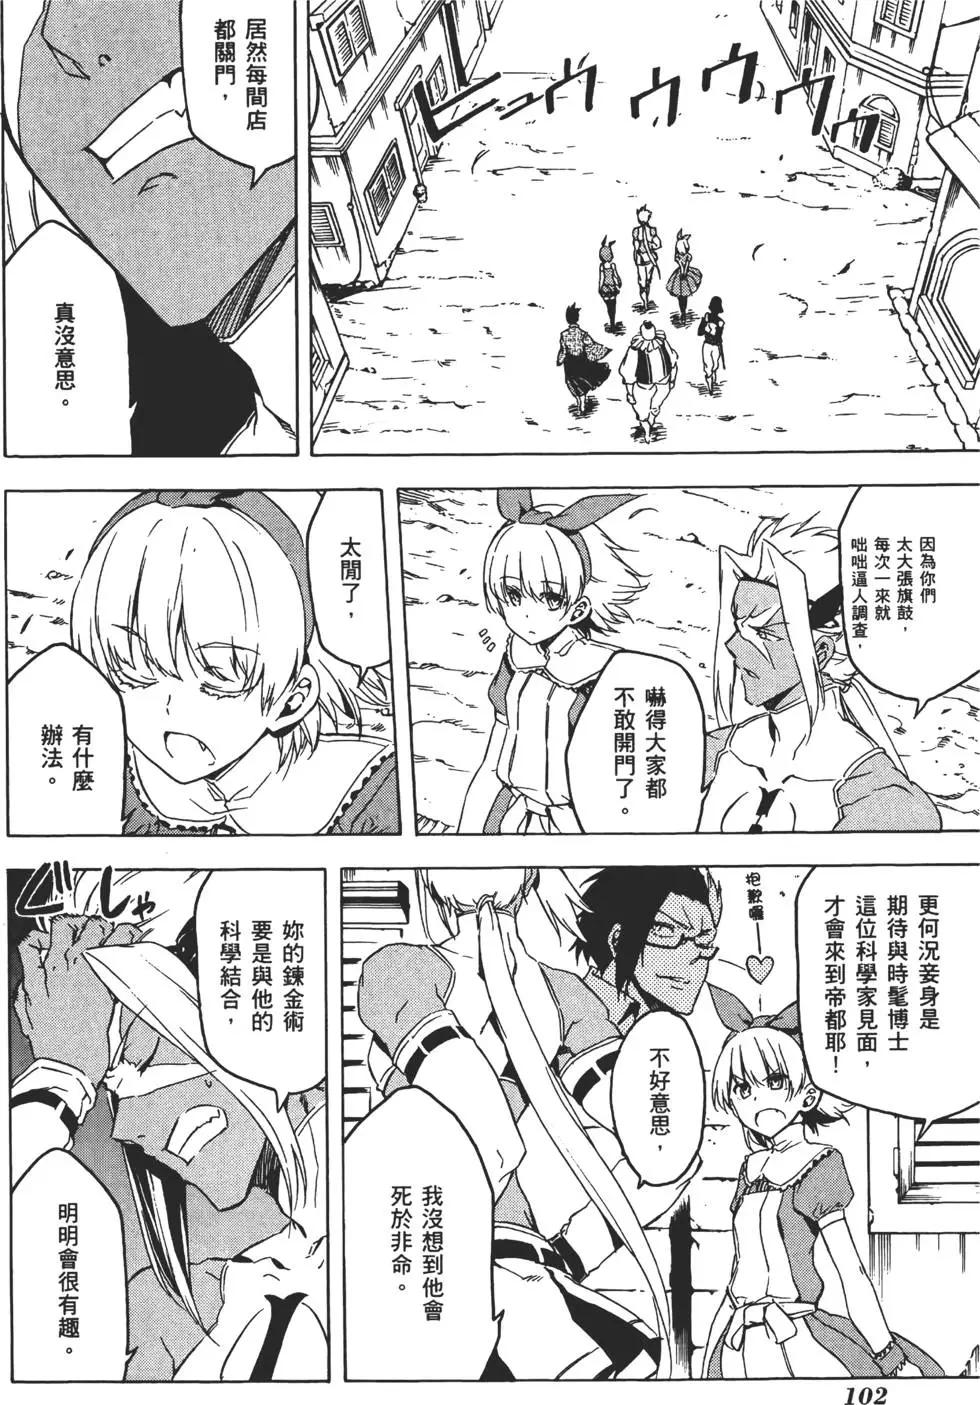 ビュウウウウ
居然每間店
都關門，
真沒意思。
因為你們
太大張旗鼓，
每次一來就
咄咄逼人調查，
嚇得大家都
不敢開門了。
太閒了，
有什麼
辦法。
更何況妾身是
期待與時髦博士
這位科學家見面，
才會來到帝都耶！
抱歉囉
不好意思，
我沒想到他會
死於非命。
妳的鍊金術
要是與他的
科學結合，
明明會很有趣。
ぐしゃ
102